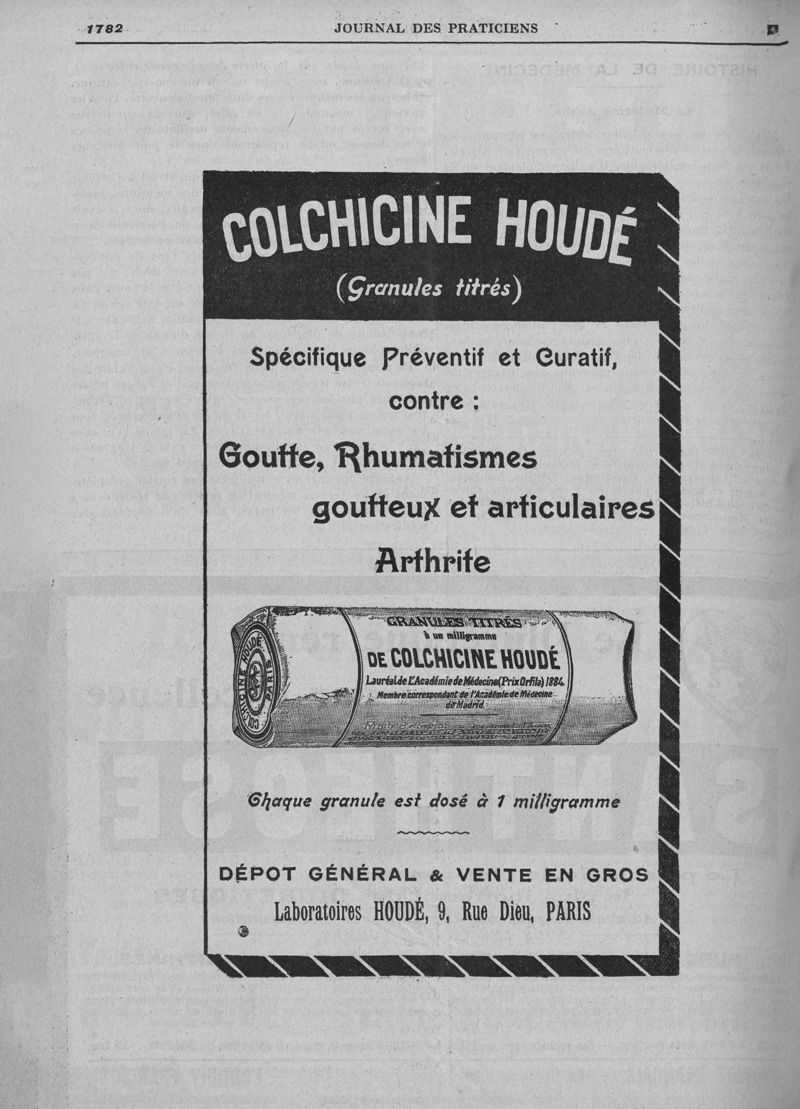 1782
JOURNAL DES PRATICIENS
COLCHICINE HOUDÉ
(Granules titrés)
Spécifique Préventif et Curatif,
contre :
Goutte, Rhumatismes
goutteux et articulaires
Arthrite
GRANULES TITRÉS
à un milligramme
DE COLCHICINE HOUDÉ
Lauréat de L'Académie de Médecine (Prix Orfila) 1884.
Membre correspondant de l'Académie de Médecine
de Madrid
COLCHICINE HOUDÉ
PARIS
Chaque granule est dosé à 1 milligramme
DÉPOT GÉNÉRAL & VENTE EN GROS
Laboratoires HOUDÉ, 9, Rue Dieu, PARIS